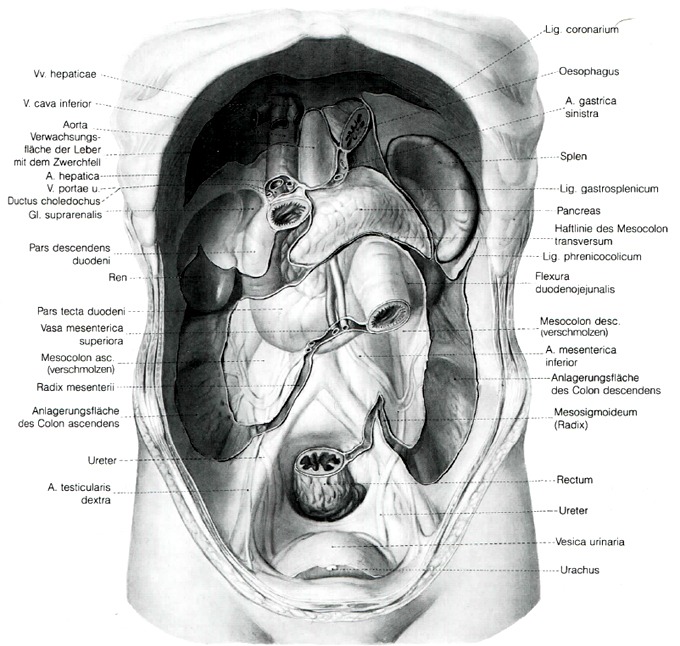 Vv. hepaticae
V. cava inferior
Aorta
Verwachsungs-
fläche der Leber
mit dem Zwerchfell
A. hepatica
V. portae u.
Ductus choledochus
Gl. suprarenalis
Pars descendens
duodeni
Ren
Pars tecta duodeni
Vasa mesenterica
superiora
Mesocolon asc.
(verschmolzen)
Radix mesenterii
Anlagerungsfläche
des Colon ascendens
Ureter
A. testicularis
dextra
Lig. coronarium
Oesophagus
A. gastrica
sinistra
Splen
Lig. gastrosplenicum
Pancreas
Haftlinie des Mesocolon
transversum
Lig. phrenicocolicum
Flexura
duodenojejunalis
Mesocolon desc.
(verschmolzen)
A. mesenterica
inferior
Anlagerungsfläche
des Colon descendens
Mesosigmoideum
(Radix)
Rectum
Ureter
Vesica urinaria
Urachus